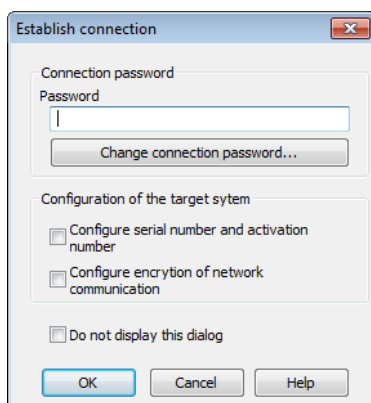 Establish connection
Connection password
Password
Change connection password...
Configuration of the target sytem
Configure serial number and activation
number
Configure encrytion of network
communication
Do not display this dialog
OK Cancel Help